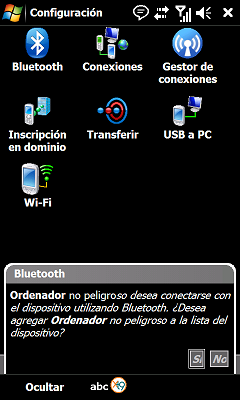 Configuración
Bluetooth
Conexiones
Gestor de
conexiones
Inscripción
en dominio
Transferir
USB a PC
Wi-Fi
Bluetooth
Ordenador no peligroso desea conectarse con
el dispositivo utilizando Bluetooth. ¿Desea
agregar Ordenador no peligroso a la lista del
dispositivo?
Sí No
Ocultar abc